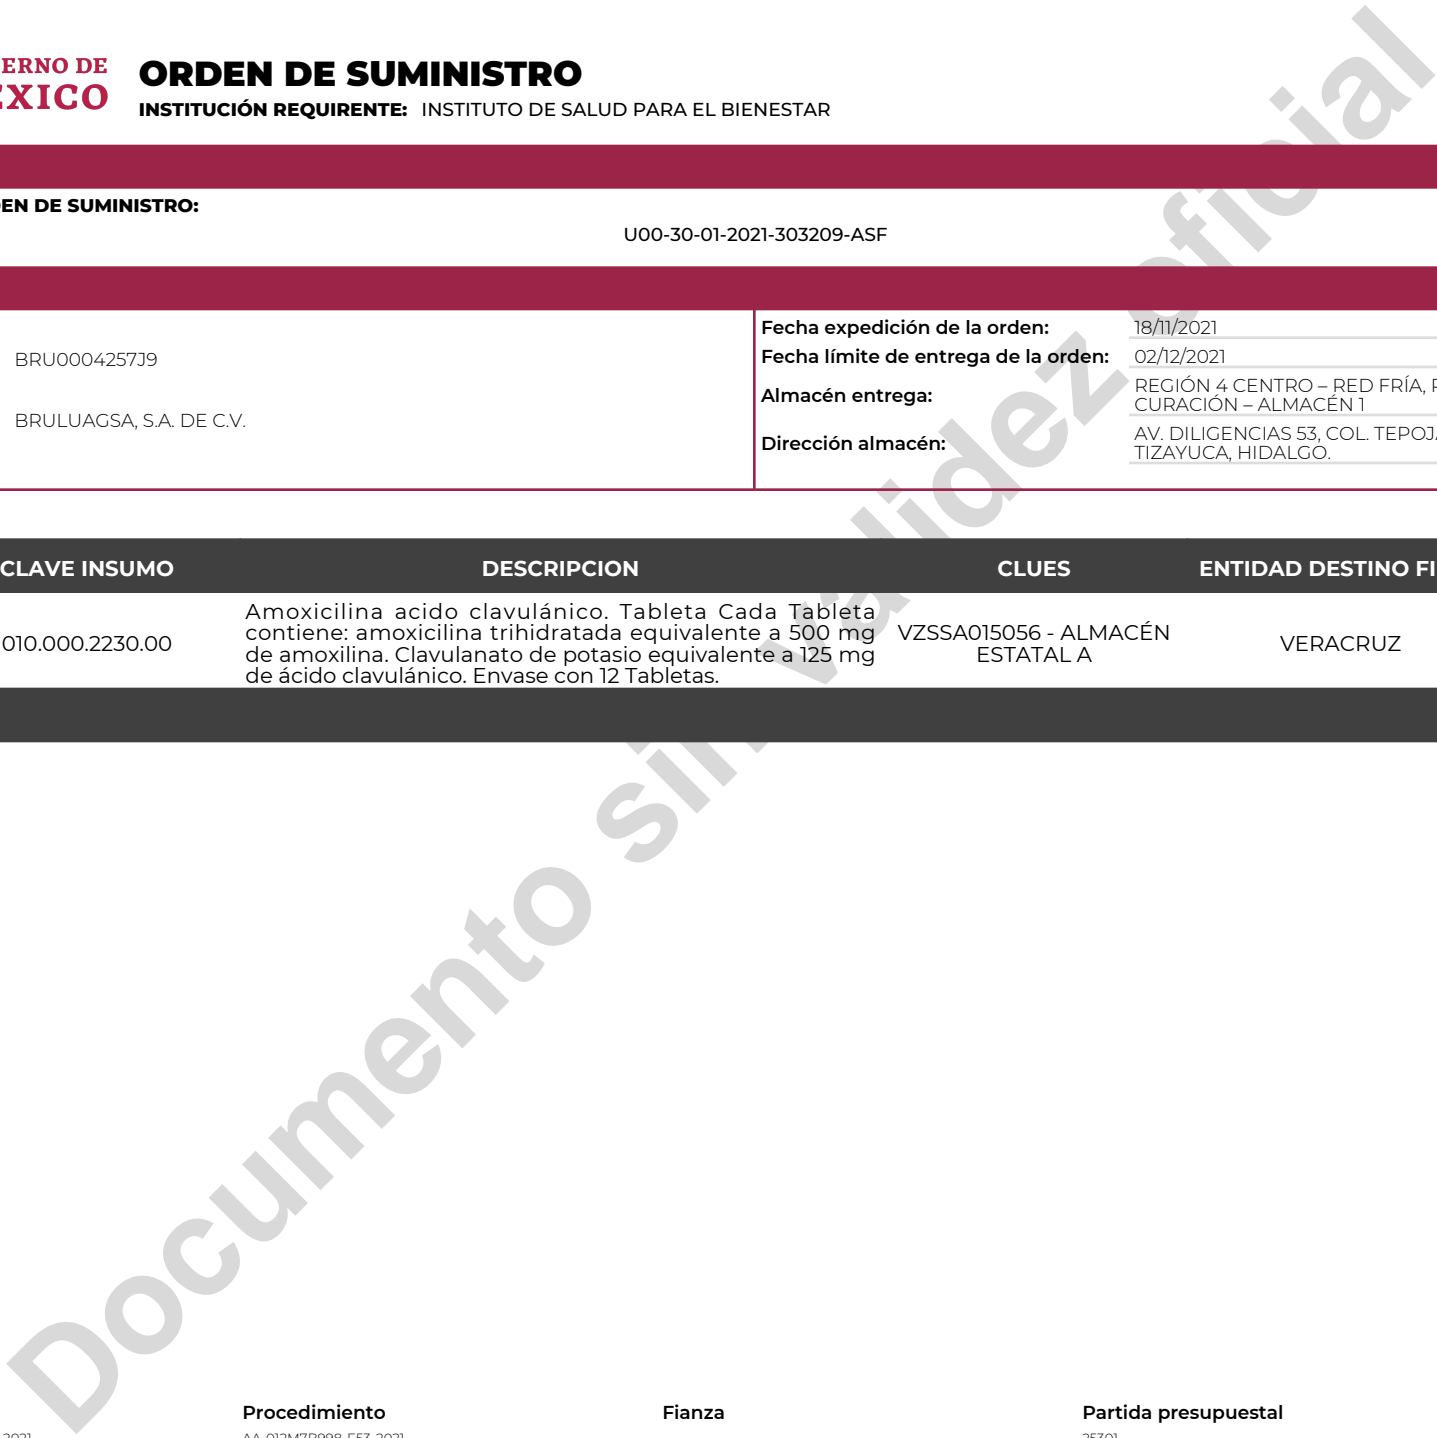 ERNO DE
ÉXICO
ORDEN DE SUMINISTRO
INSTITUCIÓN REQUIRENTE: INSTITUTO DE SALUD PARA EL BIENESTAR
EN DE SUMINISTRO:
U00-30-01-2021-303209-ASF
BRU0004257J9
BRULUAGSA, S.A. DE C.V.
Fecha expedición de la orden: 18/11/2021
Fecha límite de entrega de la orden: 02/12/2021
Almacén entrega: REGIÓN 4 CENTRO – RED FRÍA,
CURACIÓN – ALMACÉN 1
Dirección almacén: AV. DILIGENCIAS 53, COL. TEPOJ
TIZAYUCA, HIDALGO.
CLAVE INSUMO DESCRIPCION CLUES ENTIDAD DESTINO FI
010.000.2230.00
Amoxicilina acido clavulánico. Tableta Cada Tableta
contiene: amoxicilina trihidratada equivalente a 500 mg
de amoxilina. Clavulanato de potasio equivalente a 125 mg
de ácido clavulánico. Envase con 12 Tabletas.
VZSSA015056 - ALMACÉN
ESTATAL A
VERACRUZ
Documento sin validez oficial
Procedimiento Fianza Partida presupuestal